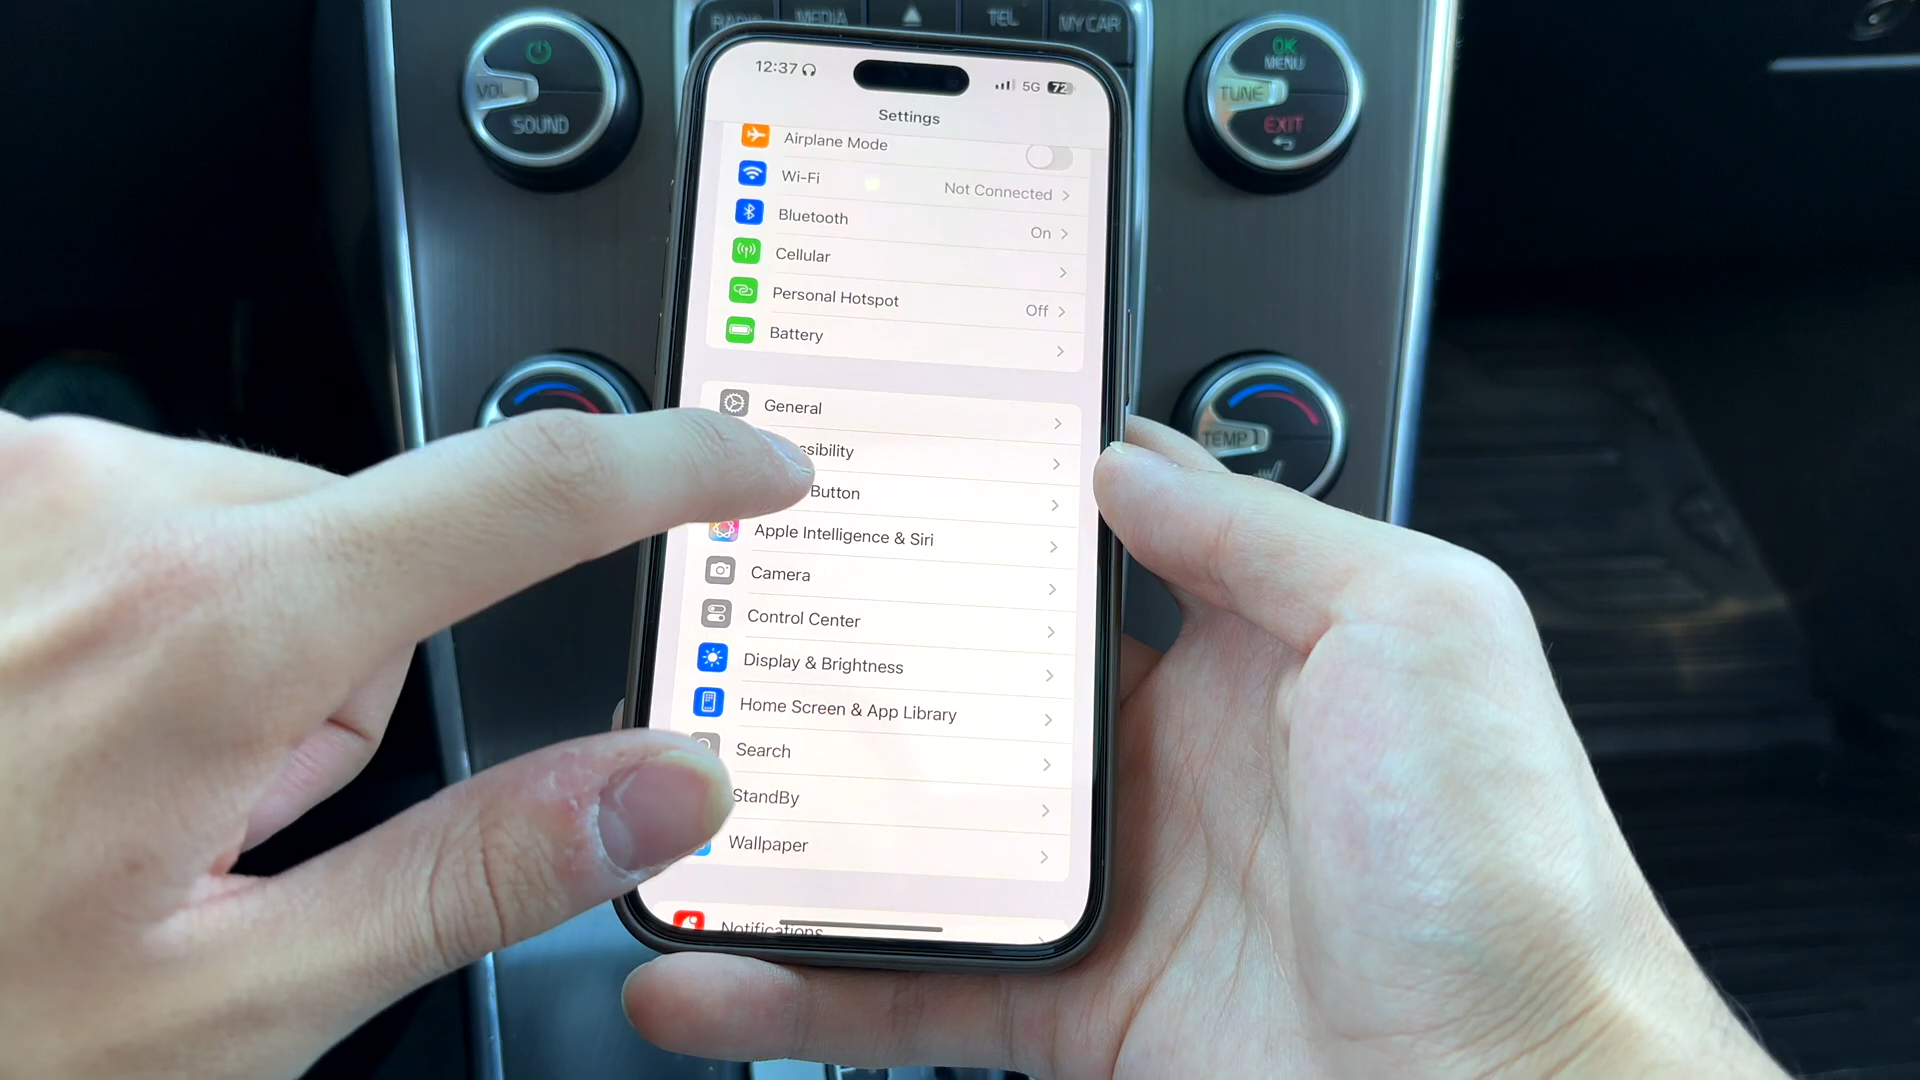 RADIO MEDIA TEL MY CAR
VOL
SOUND
OK
MENU
TUNE
EXIT
TEMP
12:37
5G 72
Settings
Airplane Mode
Wi-Fi Not Connected
Bluetooth On
Cellular
Personal Hotspot Off
Battery
General
ssibility
Button
Apple Intelligence & Siri
Camera
Control Center
Display & Brightness
Home Screen & App Library
Search
StandBy
Wallpaper
Notifications